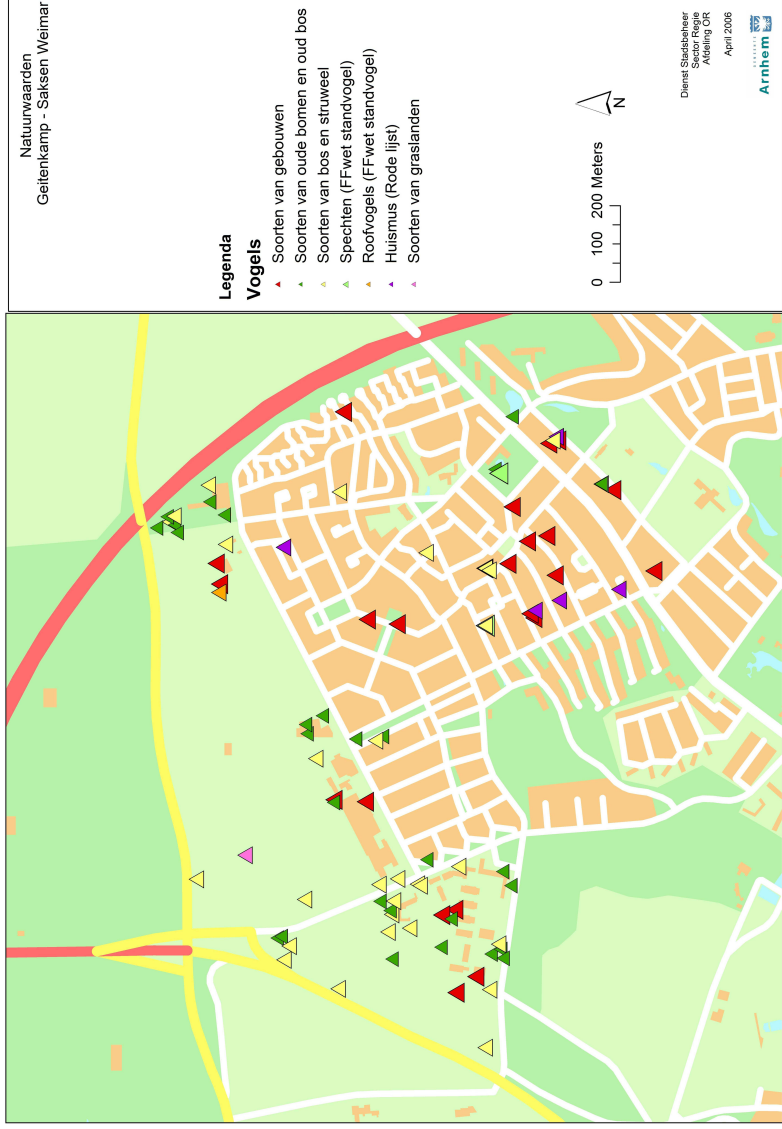 Natuurwaarden
Geitenkamp - Saksen Weimar
Legenda
Vogels
Soorten van gebouwen
Soorten van oude bomen en oud bos
Soorten van bos en struweel
Spechten (FFwet standvogel)
Roofvogels (FFwet standvogel)
Huismus (Rode lijst)
Soorten van graslanden
0 100 200 Meters
N
Dienst Stadsbeheer
Sector Regie
Afdeling OR
April 2006
GEMEENTE
Arnhem